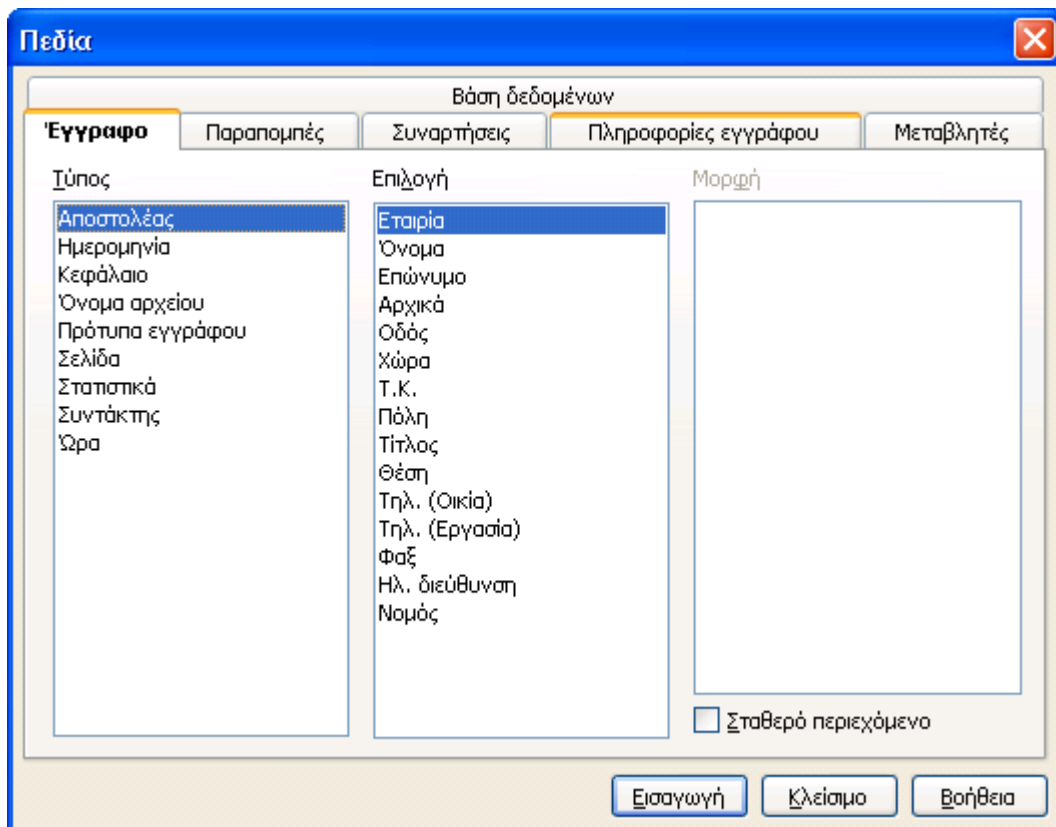 Πεδία
Βάση δεδομένων
Έγγραφο
Παραπομπές
Συναρτήσεις
Πληροφορίες εγγράφου
Μεταβλητές
Τύπος
Αποστολέας
Ημερομηνία
Κεφάλαιο
Όνομα αρχείου
Πρότυπα εγγράφου
Σελίδα
Στατιστικά
Συντάκτης
Ώρα
Επιλογή
Εταιρία
Όνομα
Επώνυμο
Αρχικά
Οδός
Χώρα
Τ.Κ.
Πόλη
Τίτλος
Θέση
Τηλ. (Οικία)
Τηλ. (Εργασία)
Φαξ
Ηλ. διεύθυνση
Νομός
Μορφή
Σταθερό περιεχόμενο
Εισαγωγή
Κλείσιμο
Βοήθεια